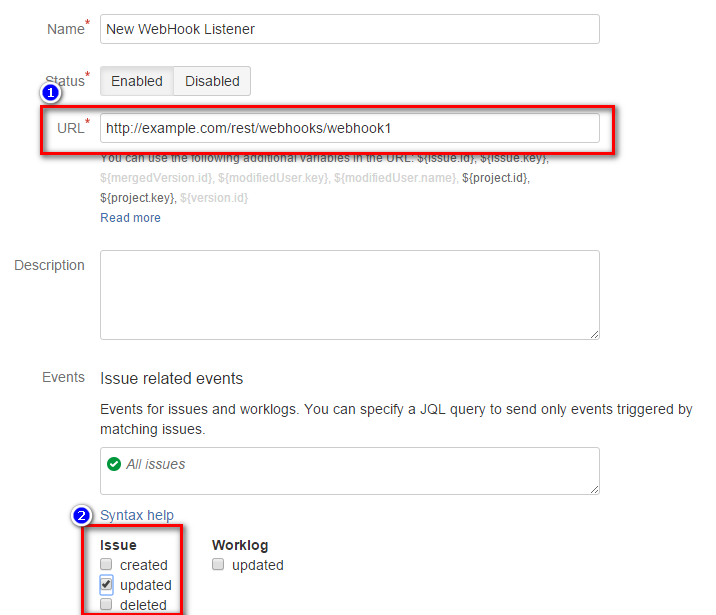 Name*
New WebHook Listener
Status*
Enabled Disabled
1
URL*
http://example.com/rest/webhooks/webhook1
You can use the following additional variables in the URL: ${issue.id}, ${issue.key},
${mergedVersion.id}, ${modifiedUser.key}, ${modifiedUser.name}, ${project.id},
${project.key}, ${version.id}
Read more
Description
Events
Issue related events
Events for issues and worklogs. You can specify a JQL query to send only events triggered by
matching issues.
All issues
2
Syntax help
Issue Worklog
created updated
updated
deleted